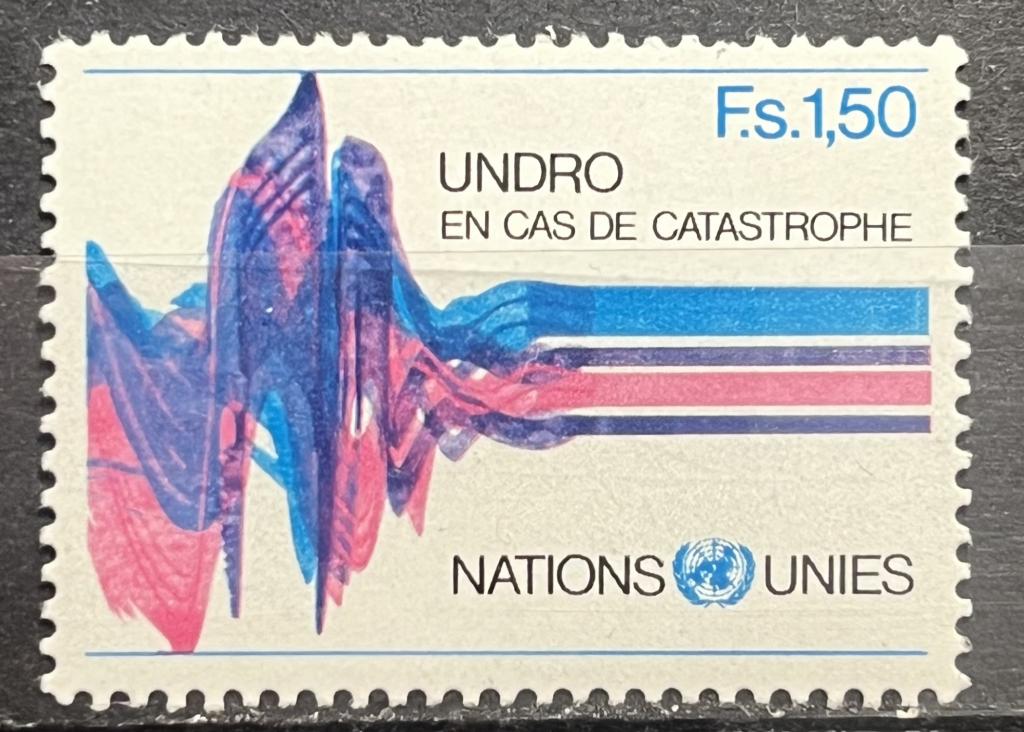 F.s.1,50
UNDRO
EN CAS DE CATASTROPHE
NATIONS UNIES